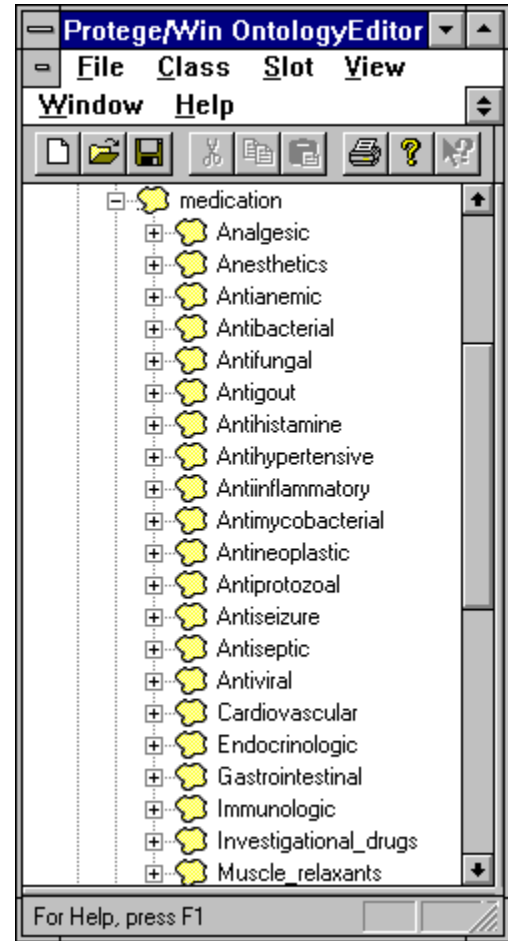 Protege/Win OntologyEditor
File Class Slot View
Window Help
medication
Analgesic
Anesthetics
Antianemic
Antibacterial
Antifungal
Antigout
Antihistamine
Antihypertensive
Antiinflammatory
Antimycobacterial
Antineoplastic
Antiprotozoal
Antiseizure
Antiseptic
Antiviral
Cardiovascular
Endocrinologic
Gastrointestinal
Immunologic
Investigational_drugs
Muscle_relaxants
For Help, press F1